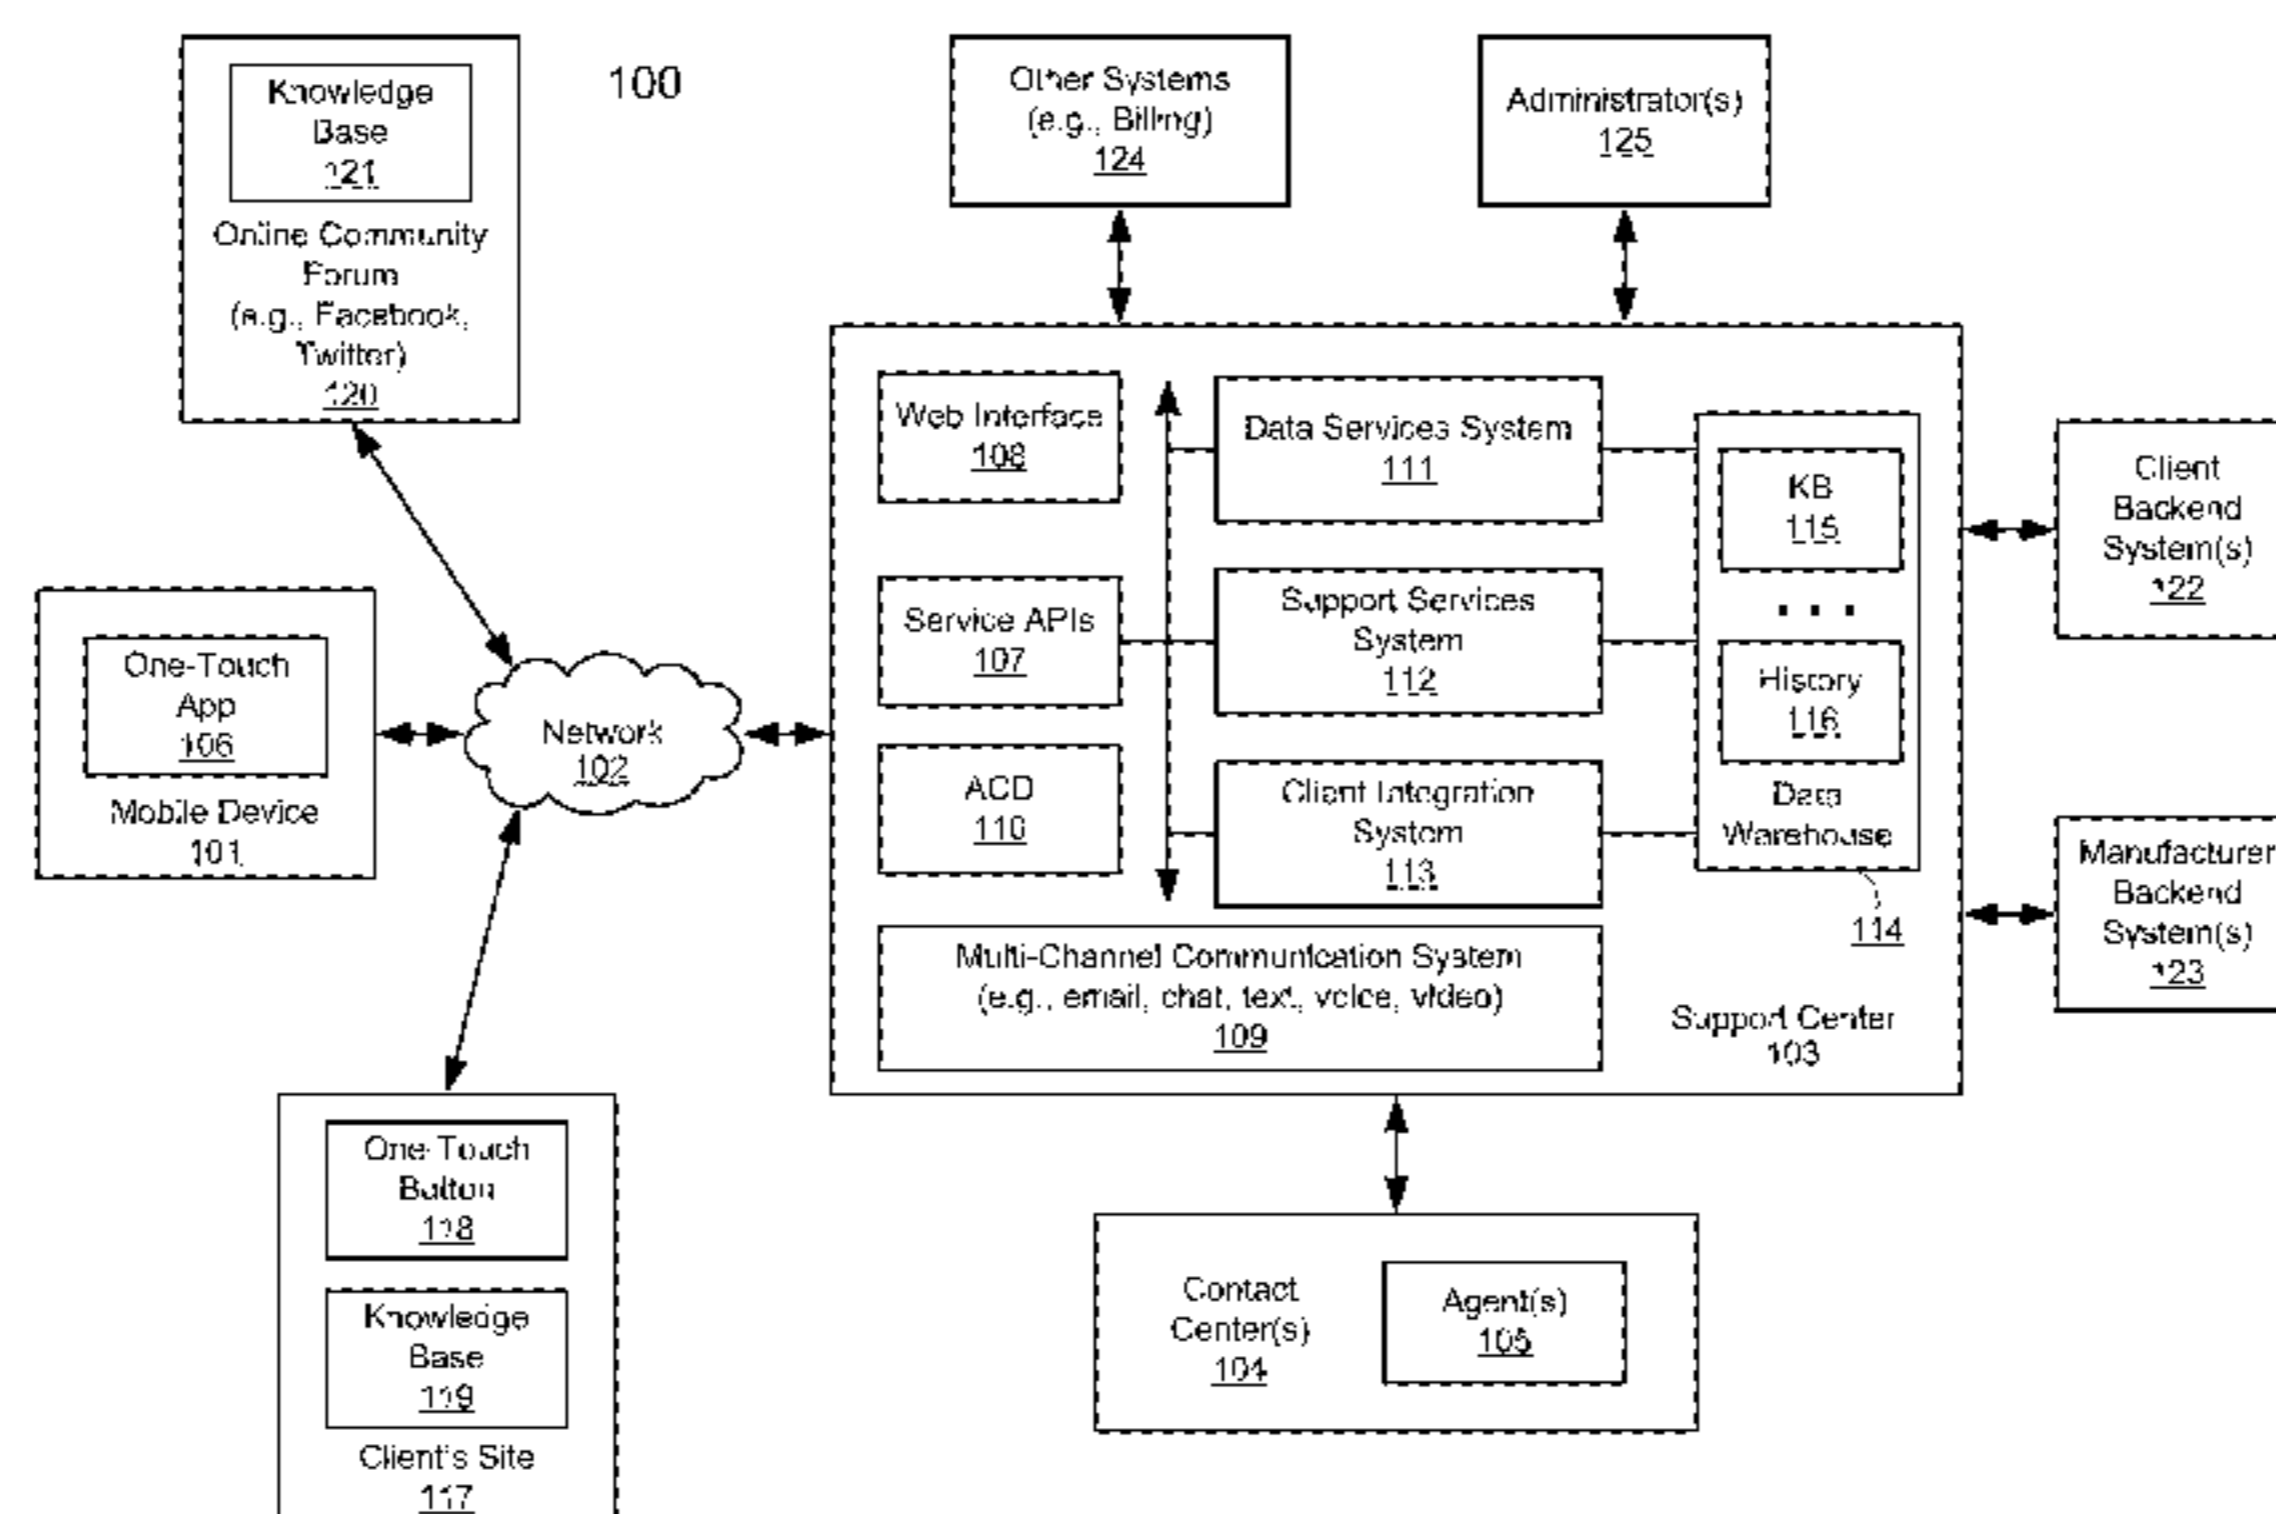 Knowledge
Base
121
Online Community
Forum
(e.g., Facebook,
Twitter)
120
100
Other Systems
(e.g., Billing)
124
Administrator(s)
125
One-Touch
App
106
Mobile Device
101
Network
102
Web Interface
108
Service APIs
107
ACD
110
Data Services System
111
Support Services
System
112
Client Integration
System
113
KB
115
. . .
History
116
Data
Warehouse
114
Multi-Channel Communication System
(e.g., email, chat, text, voice, video)
109
Support Center
103
Client
Backend
System(s)
122
Manufacturer
Backend
System(s)
123
One-Touch
Button
118
Knowledge
Base
119
Client's Site
117
Contact
Center(s)
104
Agent(s)
105